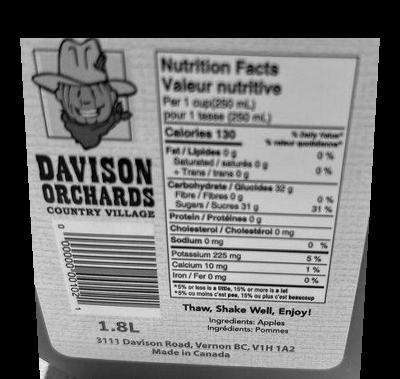 DAVISON
ORCHARDS
COUNTRY VILLAGE
1.8L
Nutrition Facts
Valeur nutritive
Per 1 cup(250 mL)
pour 1 tasse (250 mL)
Calories 130
% Daily Value*
% valeur quotidienne*
Fat / Lipides 0 g 0 %
Saturated / saturés 0 g
+ Trans / trans 0 g 0 %
Carbohydrate / Glucides 32 g
Fibre / Fibres 0 g 0 %
Sugars / Sucres 31 g 31 %
Protein / Protéines 0 g
Cholesterol / Cholestérol 0 mg
Sodium 0 mg 0 %
Potassium 225 mg 5 %
Calcium 10 mg 1 %
Iron / Fer 0 mg 0 %
*5% or less is a little, 15% or more is a lot
*5% ou moins c'est peu, 15% ou plus c'est beaucoup
Thaw, Shake Well, Enjoy!
Ingredients: Apples
Ingrédients: Pommes
3111 Davison Road, Vernon BC, V1H 1A2
Made in Canada